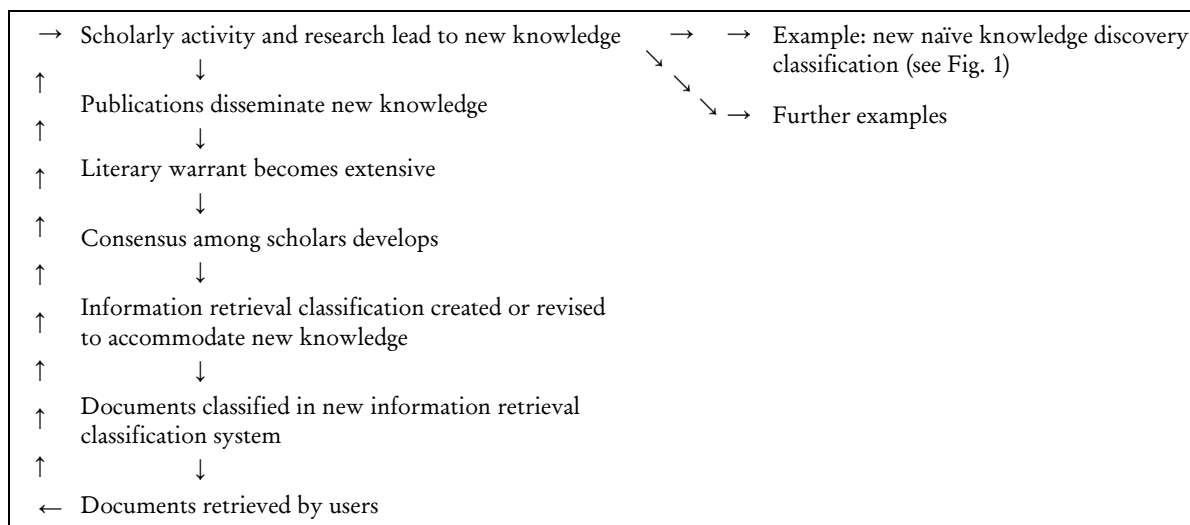 → Scholarly activity and research lead to new knowledge → → Example: new naïve knowledge discovery
↓ ↘ classification (see Fig. 1)
↑ ↘
Publications disseminate new knowledge
↑ ↓ ↘ → Further examples
Literary warrant becomes extensive
↑ ↓
↑
Consensus among scholars develops
↑ ↓
↑ Information retrieval classification created or revised
↑ to accommodate new knowledge
↑ ↓
↑ Documents classified in new information retrieval
classification system
↑ ↓
← Documents retrieved by users